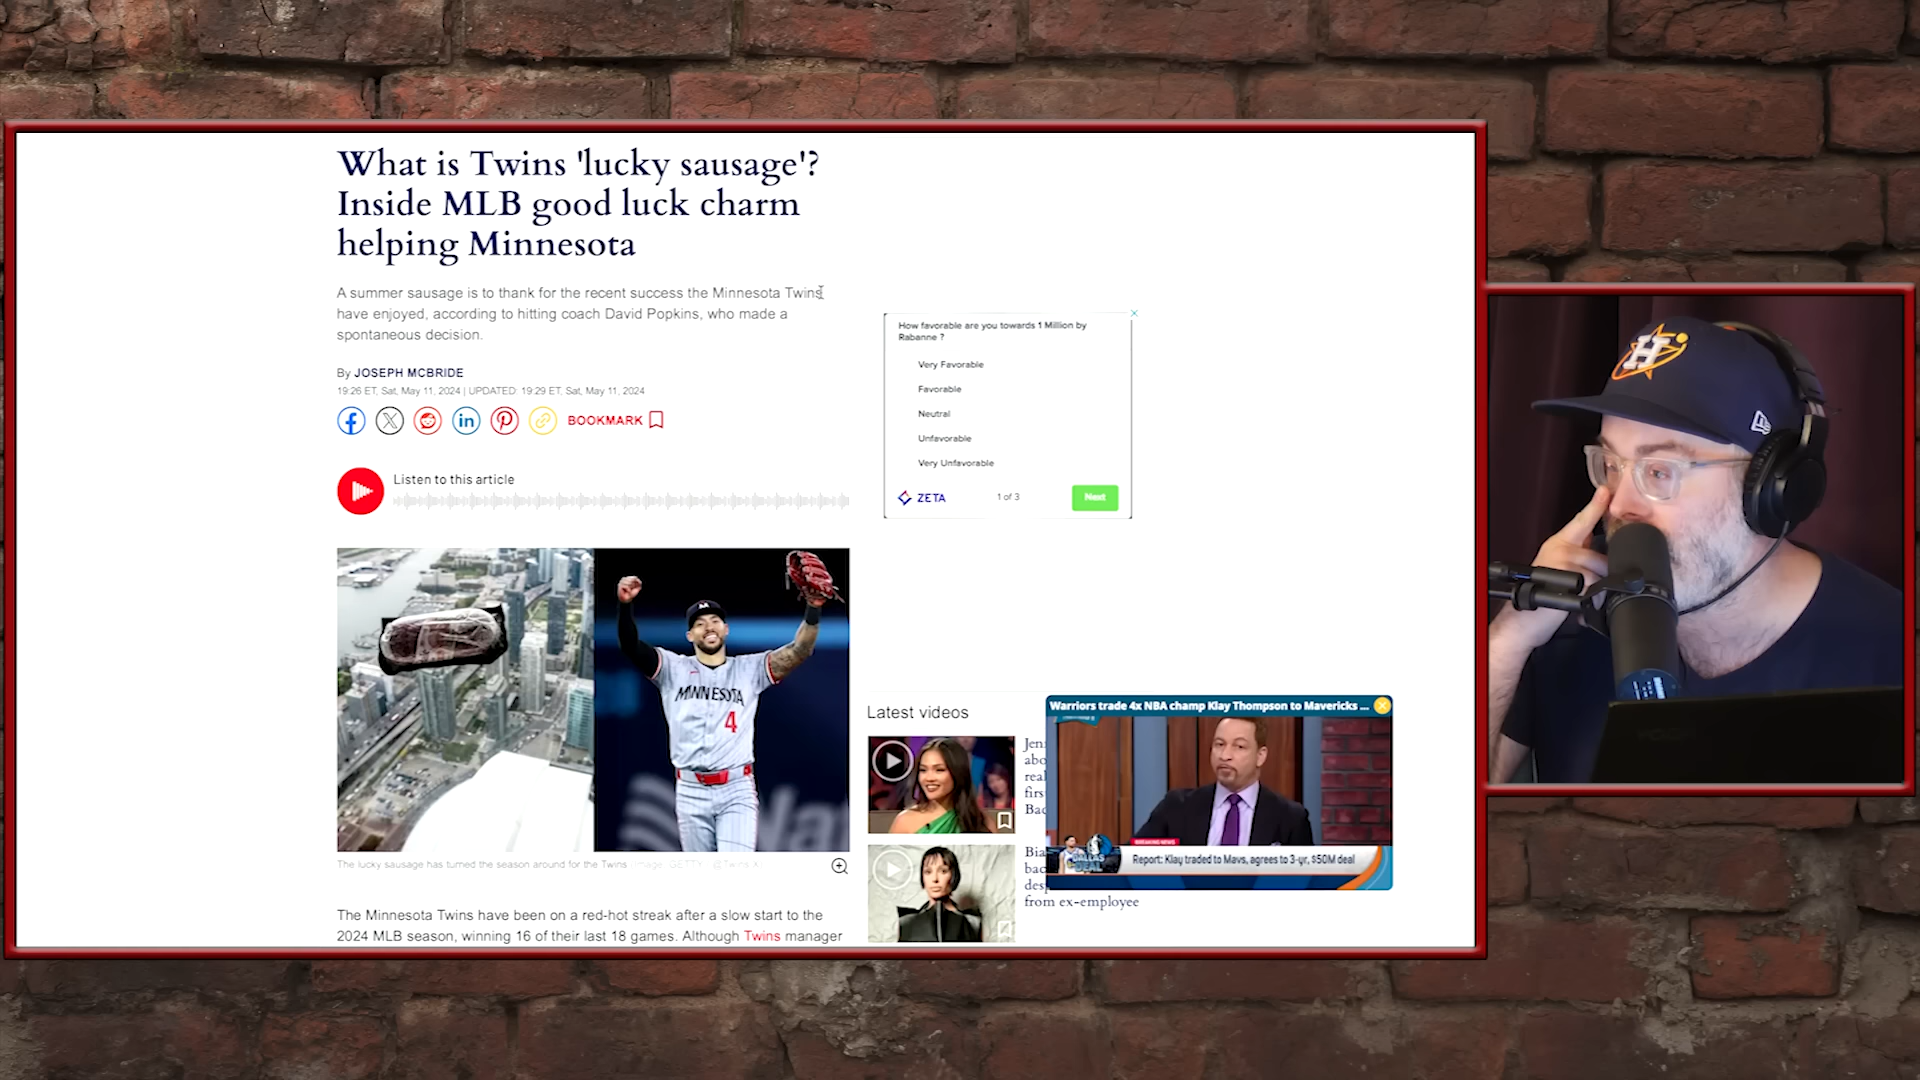 What is Twins 'lucky sausage'?
Inside MLB good luck charm
helping Minnesota
A summer sausage is to thank for the recent success the Minnesota Twins
have enjoyed, according to hitting coach David Popkins, who made a
spontaneous decision.
By JOSEPH MCBRIDE
19:26 ET, Sat, May 11, 2024 | UPDATED: 19:29 ET, Sat, May 11, 2024
BOOKMARK
Listen to this article
MINNESOTA
4
The lucky sausage has turned the season around for the Twins
The Minnesota Twins have been on a red-hot streak after a slow start to the
2024 MLB season, winning 16 of their last 18 games. Although Twins manager
How favorable are you towards 1 Million by
Rabanne ?
Very Favorable
Favorable
Neutral
Unfavorable
Very Unfavorable
ZETA
1 of 3
Next
Latest videos
from ex-employee
Warriors trade 4x NBA champ Klay Thompson to Mavericks ...
BREAKING NEWS
DALLAS
DEAL
Report: Klay traded to Mavs, agrees to 3-yr, $50M deal
H